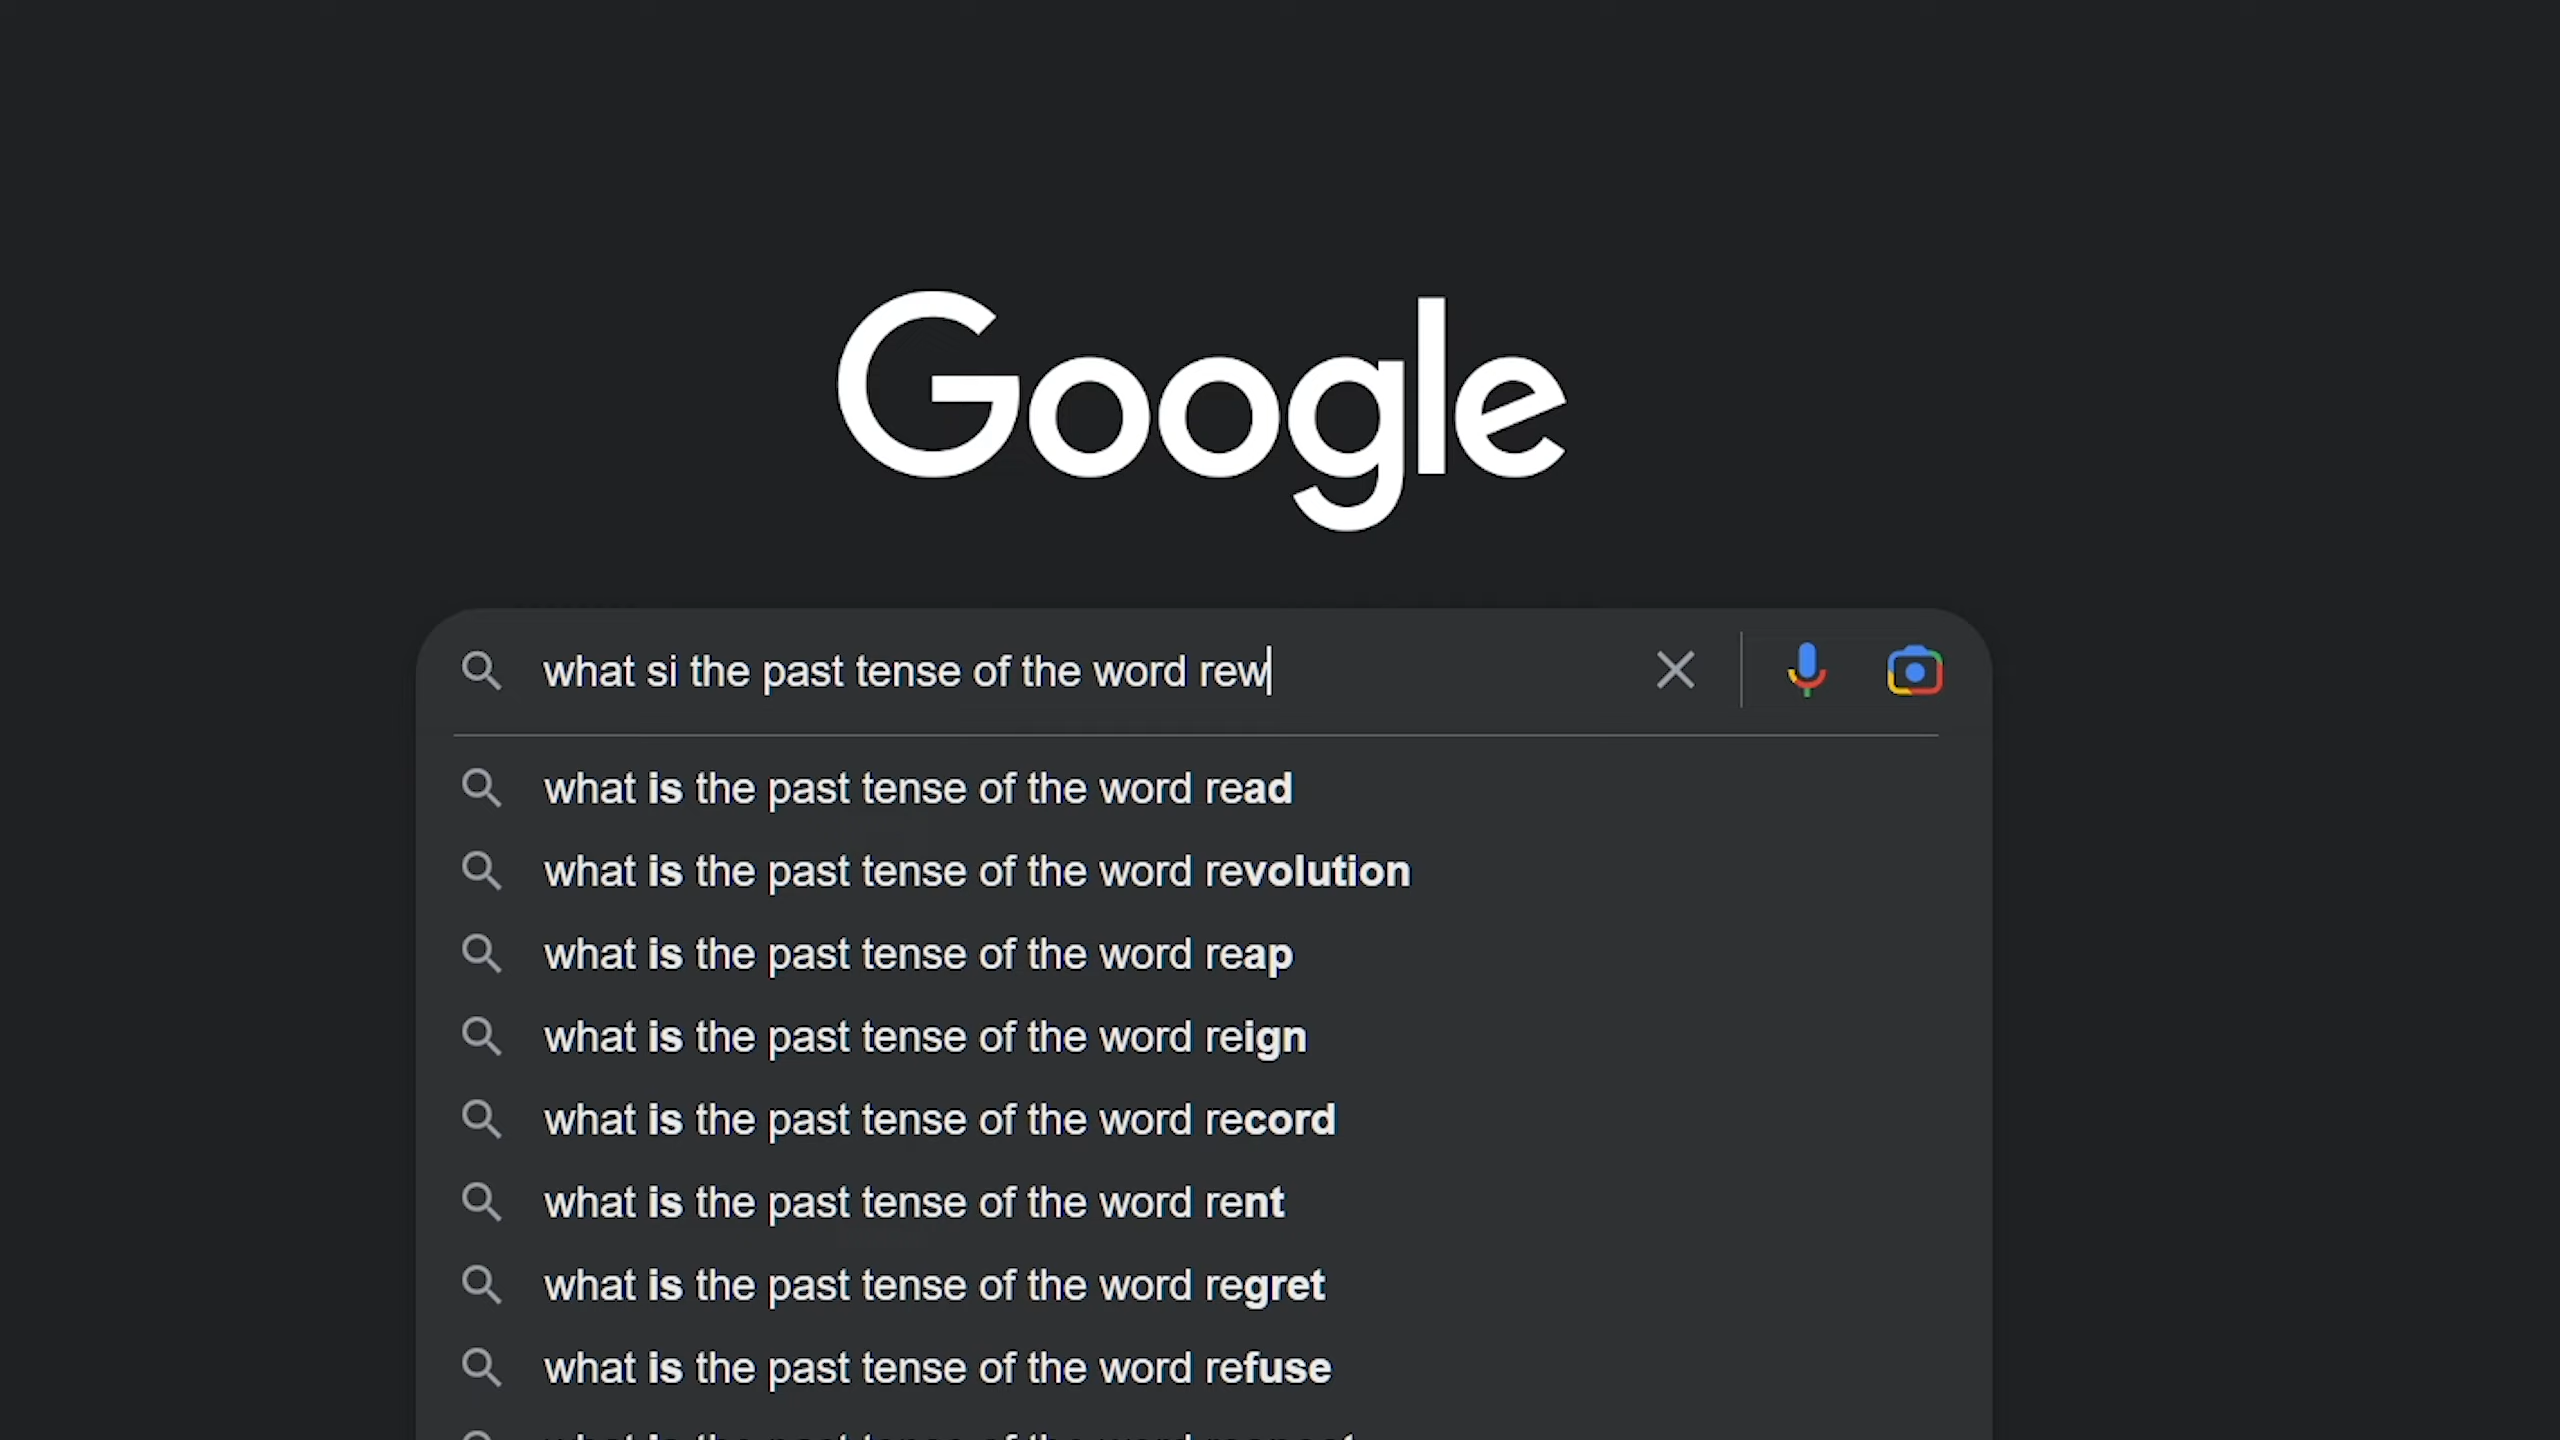 Google
what si the past tense of the word rew
what is the past tense of the word read
what is the past tense of the word revolution
what is the past tense of the word reap
what is the past tense of the word reign
what is the past tense of the word record
what is the past tense of the word rent
what is the past tense of the word regret
what is the past tense of the word refuse